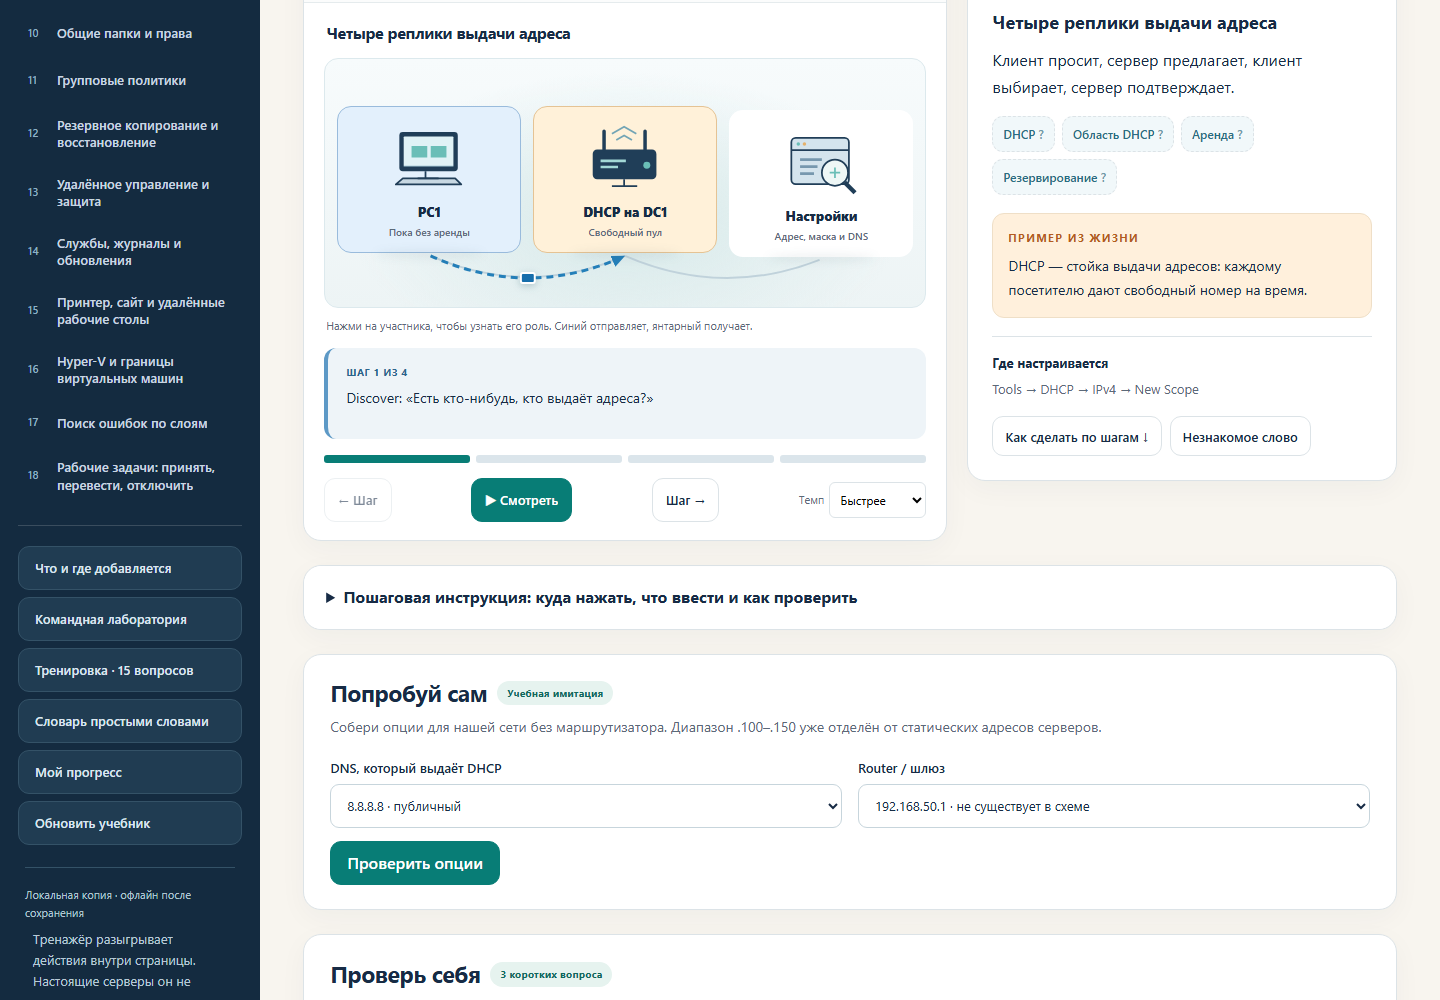 10 Общие папки и права
11 Групповые политики
12 Резервное копирование и
восстановление
13 Удалённое управление и
защита
14 Службы, журналы и
обновления
15 Принтер, сайт и удалённые
рабочие столы
16 Hyper-V и границы
виртуальных машин
17 Поиск ошибок по слоям
18 Рабочие задачи: принять,
перевести, отключить
Что и где добавляется
Командная лаборатория
Тренировка · 15 вопросов
Словарь простыми словами
Мой прогресс
Обновить учебник
Локальная копия · офлайн после
сохранения
Тренажёр разыгрывает
действия внутри страницы.
Настоящие серверы он не
Четыре реплики выдачи адреса
PC1
Пока без аренды
DHCP на DC1
Свободный пул
Настройки
Адрес, маска и DNS
Нажми на участника, чтобы узнать его роль. Синий отправляет, янтарный получает.
ШАГ 1 ИЗ 4
Discover: «Есть кто-нибудь, кто выдаёт адреса?»
← Шаг
▶ Смотреть
Шаг →
Темп
Быстрее
Четыре реплики выдачи адреса
Клиент просит, сервер предлагает, клиент
выбирает, сервер подтверждает.
DHCP ?
Область DHCP ?
Аренда ?
Резервирование ?
ПРИМЕР ИЗ ЖИЗНИ
DHCP — стойка выдачи адресов: каждому
посетителю дают свободный номер на время.
Где настраивается
Tools → DHCP → IPv4 → New Scope
Как сделать по шагам ↓
Незнакомое слово
▶ Пошаговая инструкция: куда нажать, что ввести и как проверить
Попробуй сам
Учебная имитация
Собери опции для нашей сети без маршрутизатора. Диапазон .100–.150 уже отделён от статических адресов серверов.
DNS, который выдаёт DHCP
8.8.8.8 · публичный
Router / шлюз
192.168.50.1 · не существует в схеме
Проверить опции
Проверь себя
3 коротких вопроса